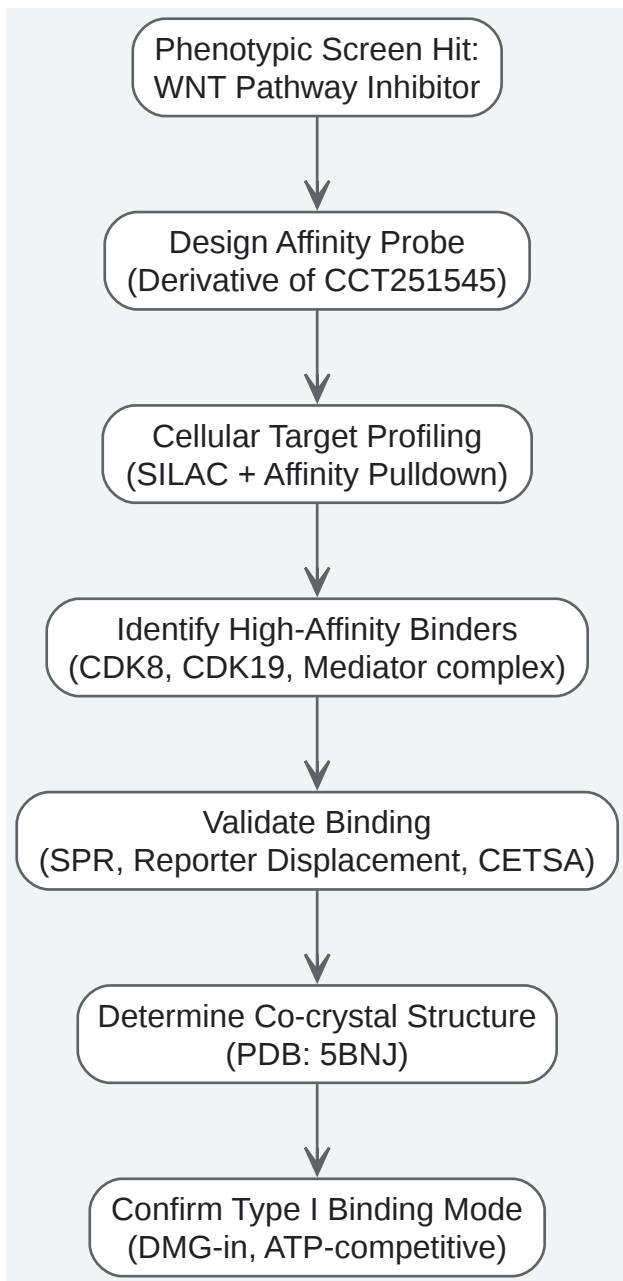 Phenotypic Screen Hit:
WNT Pathway Inhibitor
Design Affinity Probe
(Derivative of CCT251545)
Cellular Target Profiling
(SILAC + Affinity Pulldown)
Identify High-Affinity Binders
(CDK8, CDK19, Mediator complex)
Validate Binding
(SPR, Reporter Displacement, CETSA)
Determine Co-crystal Structure
(PDB: 5BNJ)
Confirm Type I Binding Mode
(DMG-in, ATP-competitive)